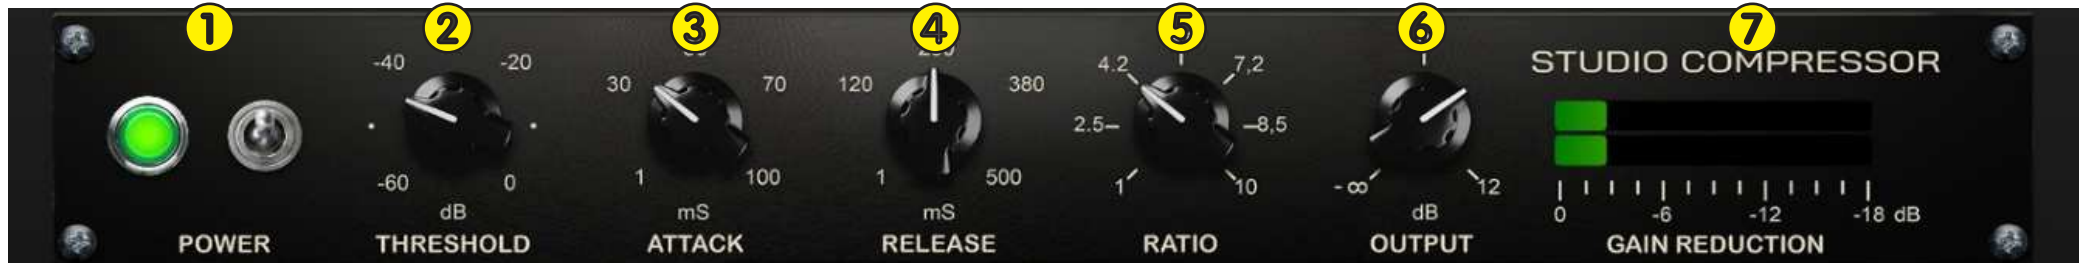 1 2 3 4 5 6 7
STUDIO COMPRESSOR
-40 -20
-60 0
dB
THRESHOLD
30 70
1 100
mS
ATTACK
120 380
1 500
mS
RELEASE
4.2 7,2
2.5 8,5
1 10
RATIO
-∞ 12
dB
OUTPUT
0 -6 -12 -18 dB
GAIN REDUCTION
POWER